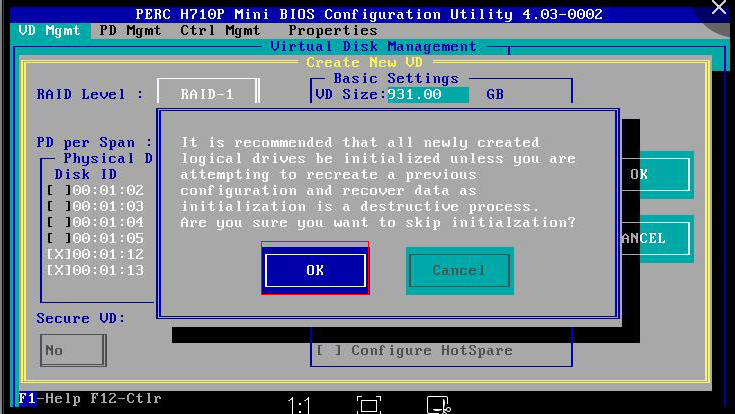 PERC H710P Mini BIOS Configuration Utility 4.03-0002
VD Mgmt PD Mgmt Ctrl Mgmt Properties
Virtual Disk Management
Create New VD
Basic Settings
RAID Level : RAID-1 VD Size:931.00 GB
PD per Span :
Physical D
Disk ID
[ ]00:01:02
[ ]00:01:03
[ ]00:01:04
[ ]00:01:05
[X]00:01:12
[X]00:01:13
It is recommended that all newly created
logical drives be initialized unless you are
attempting to recreate a previous
configuration and recover data as
initialization is a destructive process.
Are you sure you want to skip initialzation?
OK Cancel
OK
ANCEL
Secure VD:
No
[ ] Configure HotSpare
F1-Help F12-Ctlr
1:1